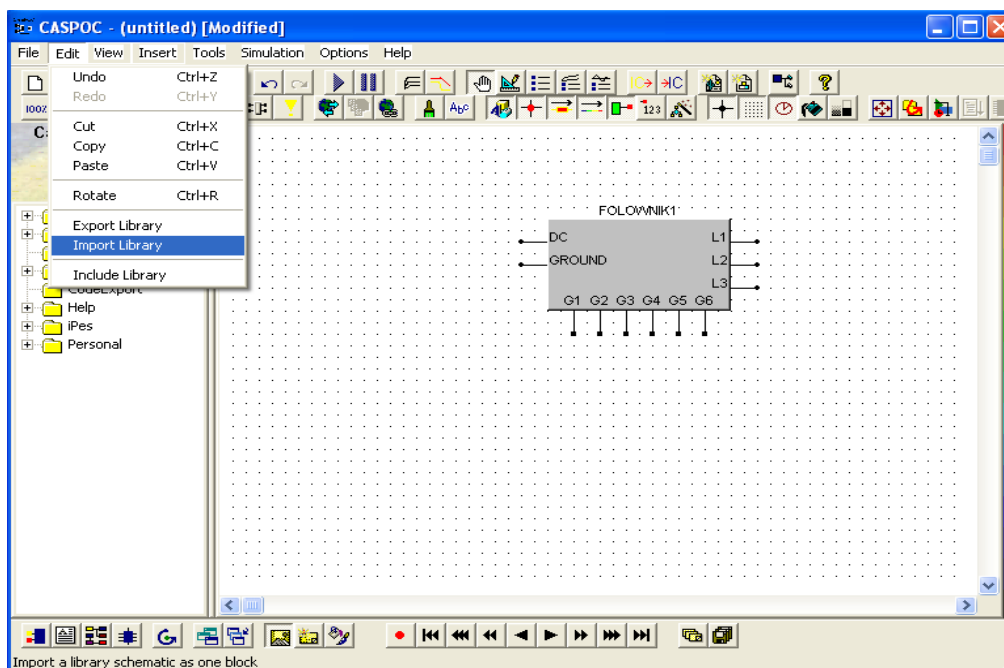 CASPOC - (untitled) [Modified]
File Edit View Insert Tools Simulation Options Help
Undo Ctrl+Z
Redo Ctrl+Y
Cut Ctrl+X
Copy Ctrl+C
Paste Ctrl+V
Rotate Ctrl+R
Export Library
Import Library
Include Library
100%
ABC
123
IC
CodeExport
Help
iPes
Personal
FOLOWNIK1
DC L1
GROUND L2
L3
G1 G2 G3 G4 G5 G6
Import a library schematic as one block